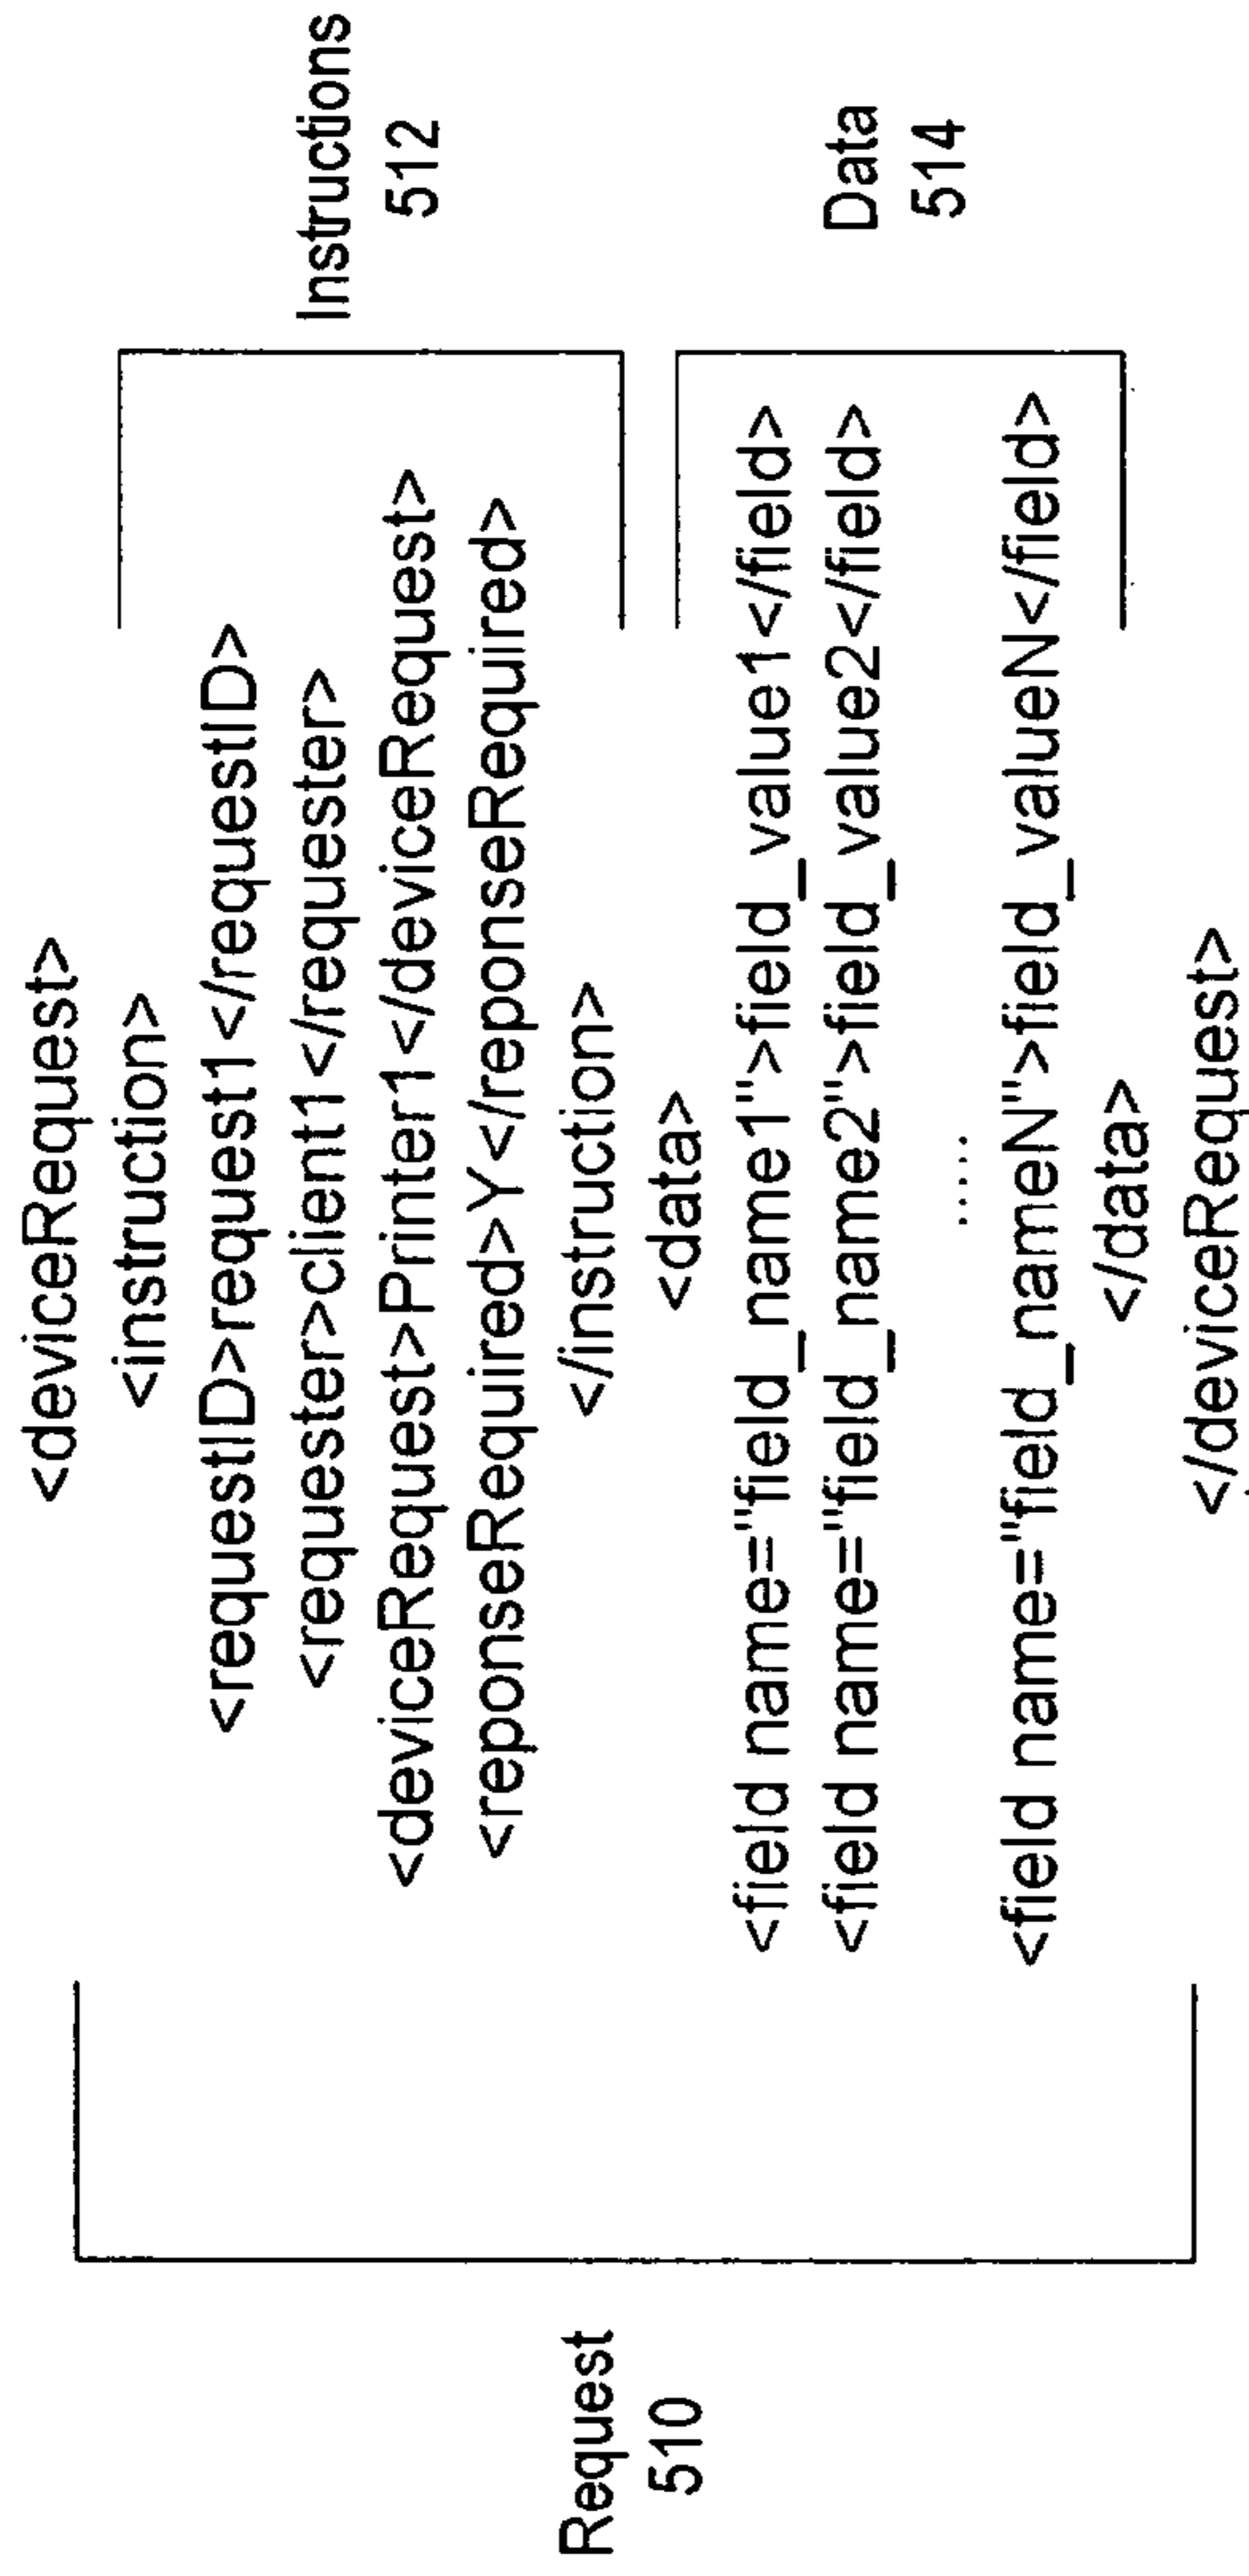 <deviceRequest>
<instruction>
<requestID>request1</requestID>
<requester>client1</requester>
<deviceRequest>Printer1</deviceRequest>
<reponseRequired>Y</reponseRequired>
</instruction>
<data>
<field name="field_name1">field_value1</field>
<field name="field_name2">field_value2</field>
.....
<field name="field_nameN">field_valueN</field>
</data>
</deviceRequest>
Request
510
Instructions
512
Data
514